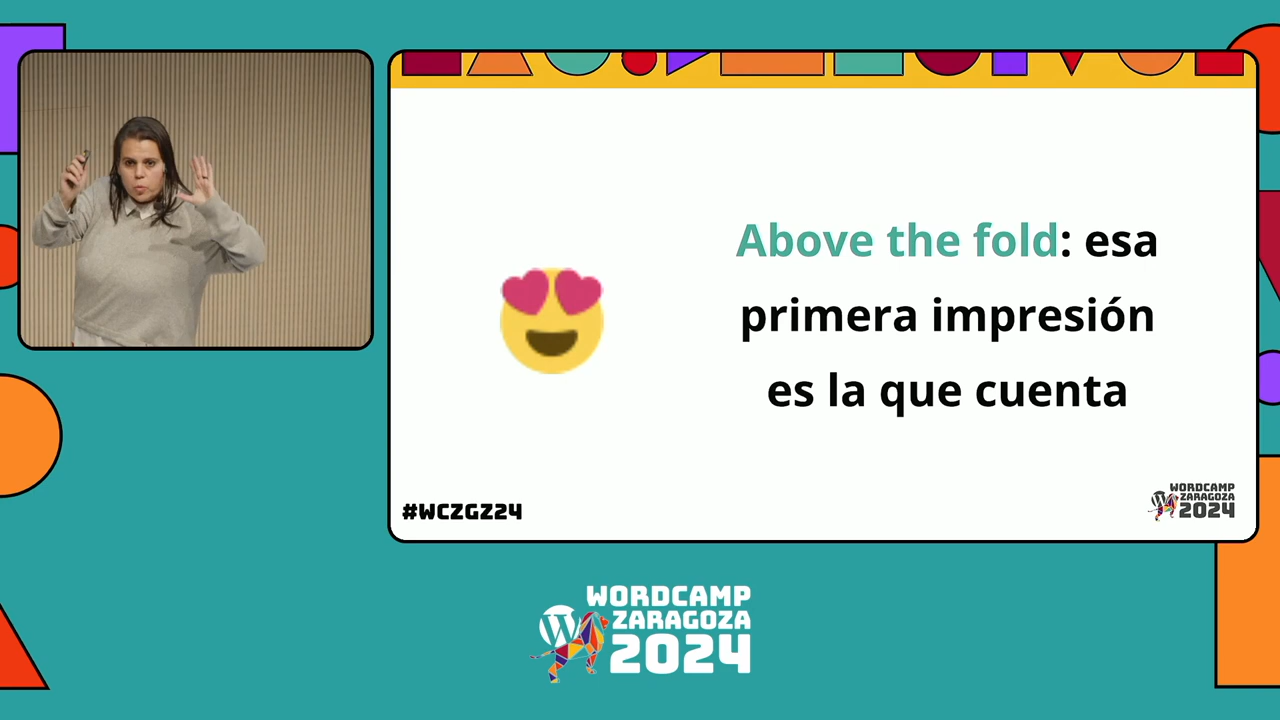 Above the fold: esa
primera impresión
es la que cuenta
#WCZGZ24
WORDCAMP
ZARAGOZA
2024
WORDCAMP
ZARAGOZA
2024